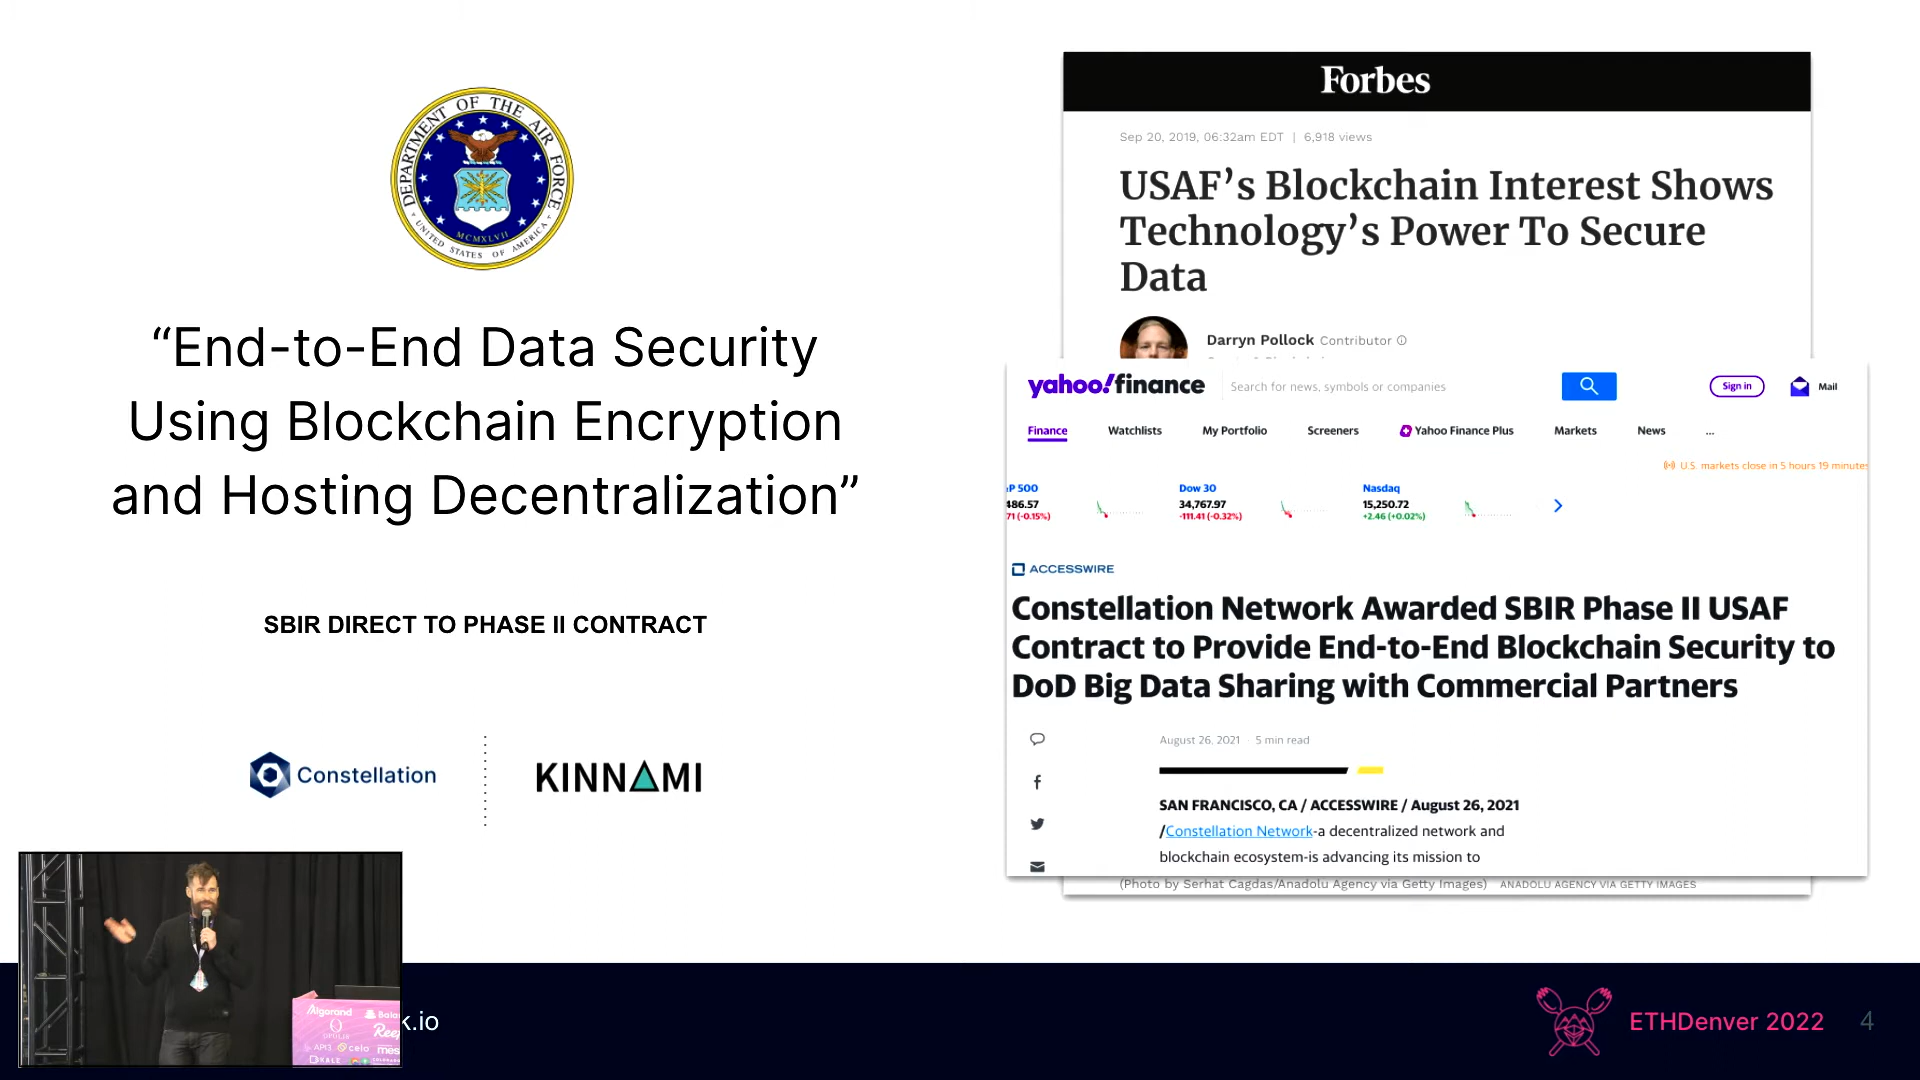 DEPARTMENT OF THE AIR FORCE
MCMXLVII
UNITED STATES OF AMERICA
“End-to-End Data Security
Using Blockchain Encryption
and Hosting Decentralization”
SBIR DIRECT TO PHASE II CONTRACT
Constellation
KINNAMI
Forbes
Sep 20, 2019, 06:32am EDT | 6,918 views
USAF’s Blockchain Interest Shows
Technology’s Power To Secure
Data
Darryn Pollock Contributor
yahoo!finance
Search for news, symbols or companies
Sign in
Mail
Finance Watchlists My Portfolio Screeners Yahoo Finance Plus Markets News ...
U.S. markets close in 5 hours 19 minutes
P 500 Dow 30 Nasdaq
486.57 34,767.97 15,250.72
71 (-0.15%) -111.41 (-0.32%) +2.46 (+0.02%)
ACCESSWIRE
Constellation Network Awarded SBIR Phase II USAF
Contract to Provide End-to-End Blockchain Security to
DoD Big Data Sharing with Commercial Partners
August 26, 2021 · 5 min read
SAN FRANCISCO, CA / ACCESSWIRE / August 26, 2021
/Constellation Network-a decentralized network and
blockchain ecosystem-is advancing its mission to
(Photo by Serhat Cagdas/Anadolu Agency via Getty Images) ANADOLU AGENCY VIA GETTY IMAGES
Algorand
API3 celo
k.io
ETHDenver 2022 4